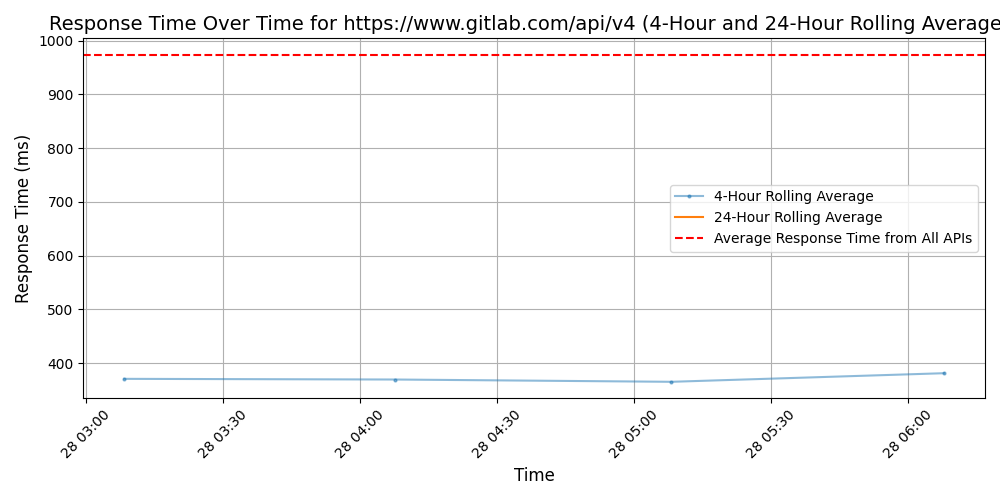 Response Time Over Time for https://www.gitlab.com/api/v4 (4-Hour and 24-Hour Rolling Average
Response Time (ms)
1000
900
800
700
600
500
400
4-Hour Rolling Average
24-Hour Rolling Average
Average Response Time from All APIs
28 03:00
28 03:30
28 04:00
28 04:30
28 05:00
28 05:30
28 06:00
Time